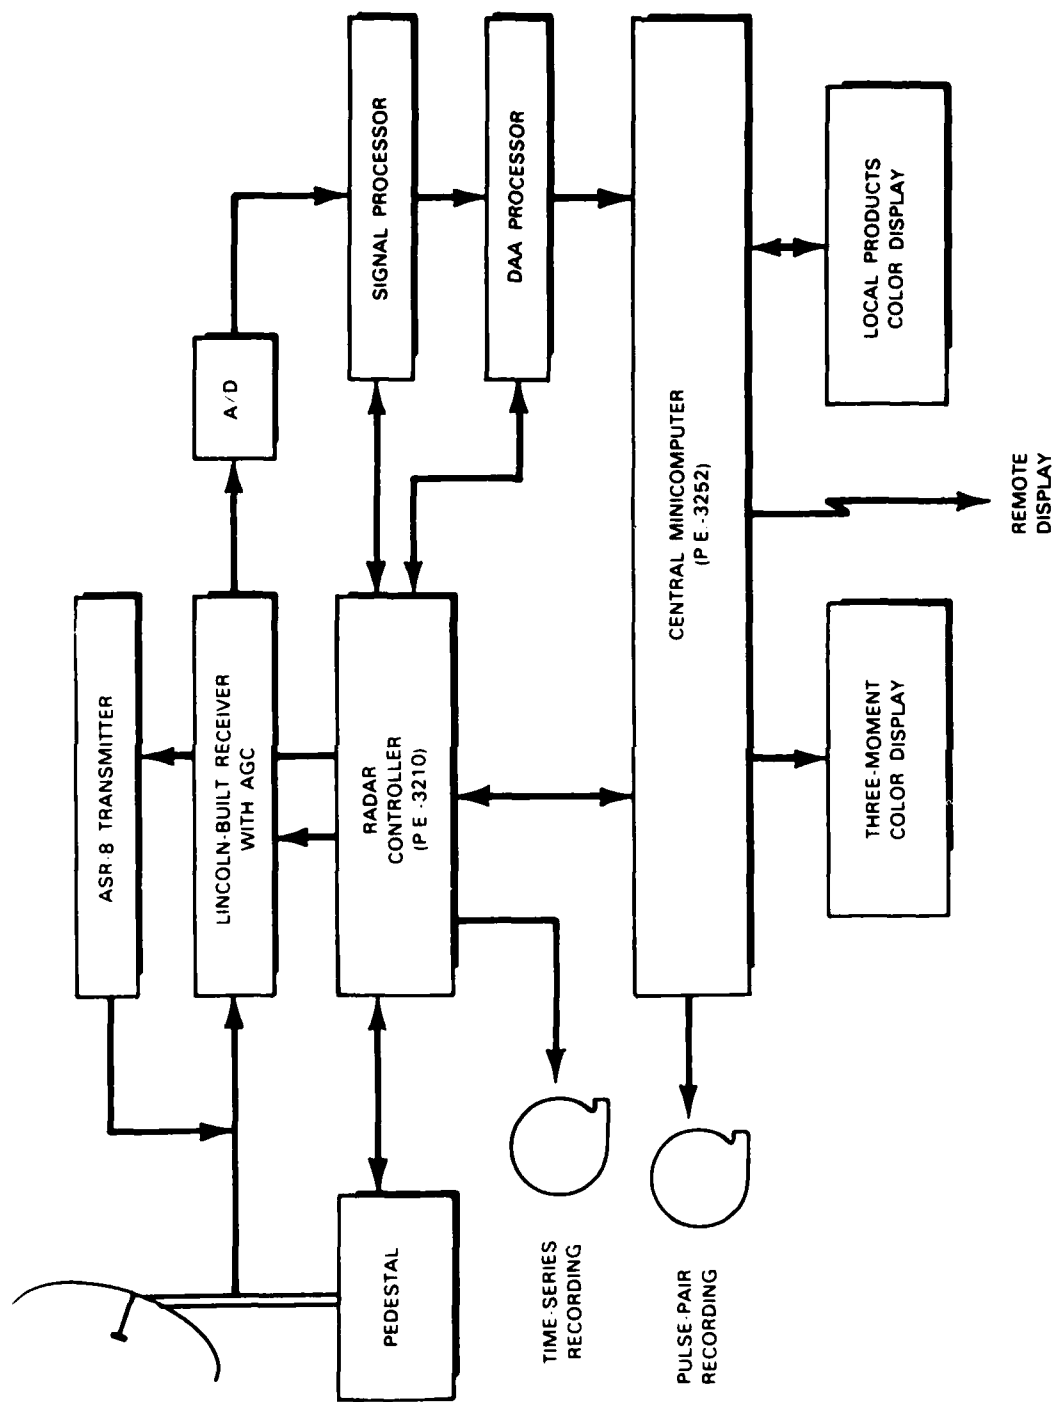 ASR-8 TRANSMITTER
LINCOLN-BUILT RECEIVER
WITH AGC
A/D
PEDESTAL
RADAR
CONTROLLER
(P E -3210)
SIGNAL PROCESSOR
DAA PROCESSOR
TIME-SERIES
RECORDING
PULSE-PAIR
RECORDING
CENTRAL MINICOMPUTER
(P E -3252)
THREE-MOMENT
COLOR DISPLAY
REMOTE
DISPLAY
LOCAL PRODUCTS
COLOR DISPLAY